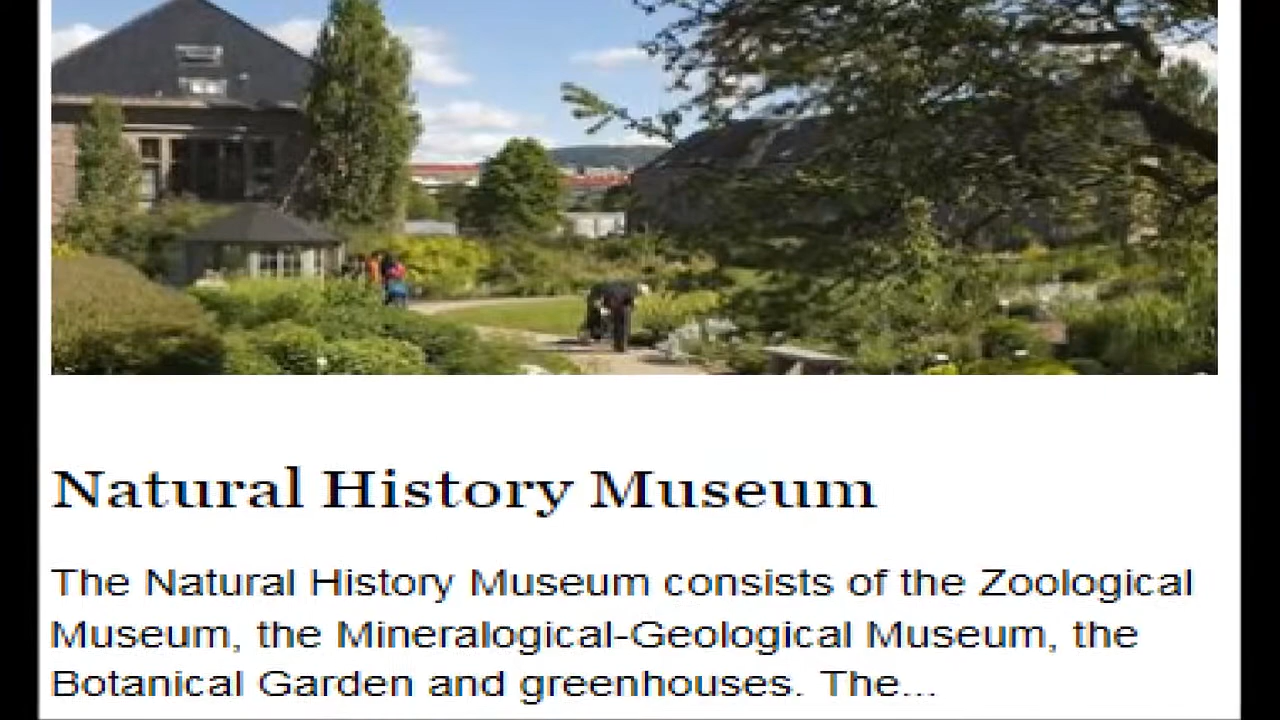 Natural History Museum
The Natural History Museum consists of the Zoological
Museum, the Mineralogical-Geological Museum, the
Botanical Garden and greenhouses. The...